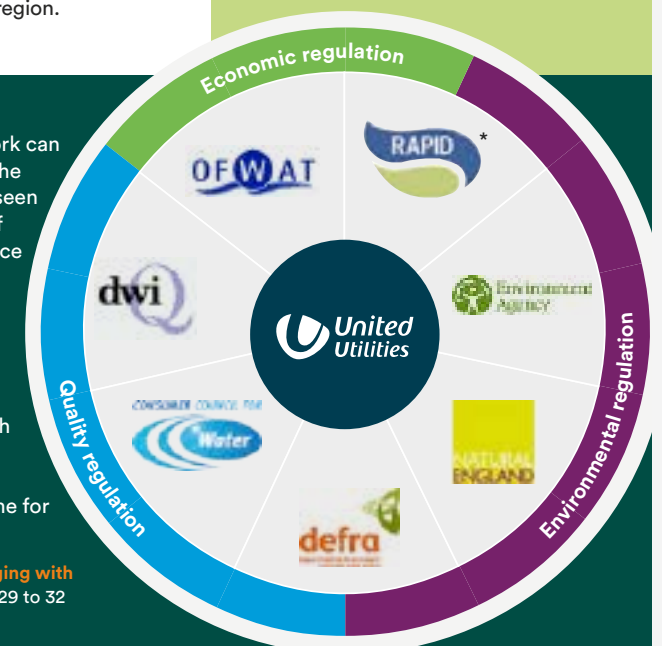 region.
rk can
he
seen
f
ce
h
ne for
ging with
29 to 32
Economic regulation
OFWAT
RAPID
*
dwi
Q
Environment
Agency
United
Utilities
Quality regulation
Environmental regulation
CONSUMER COUNCIL FOR
Water
NATURAL
ENGLAND
defra